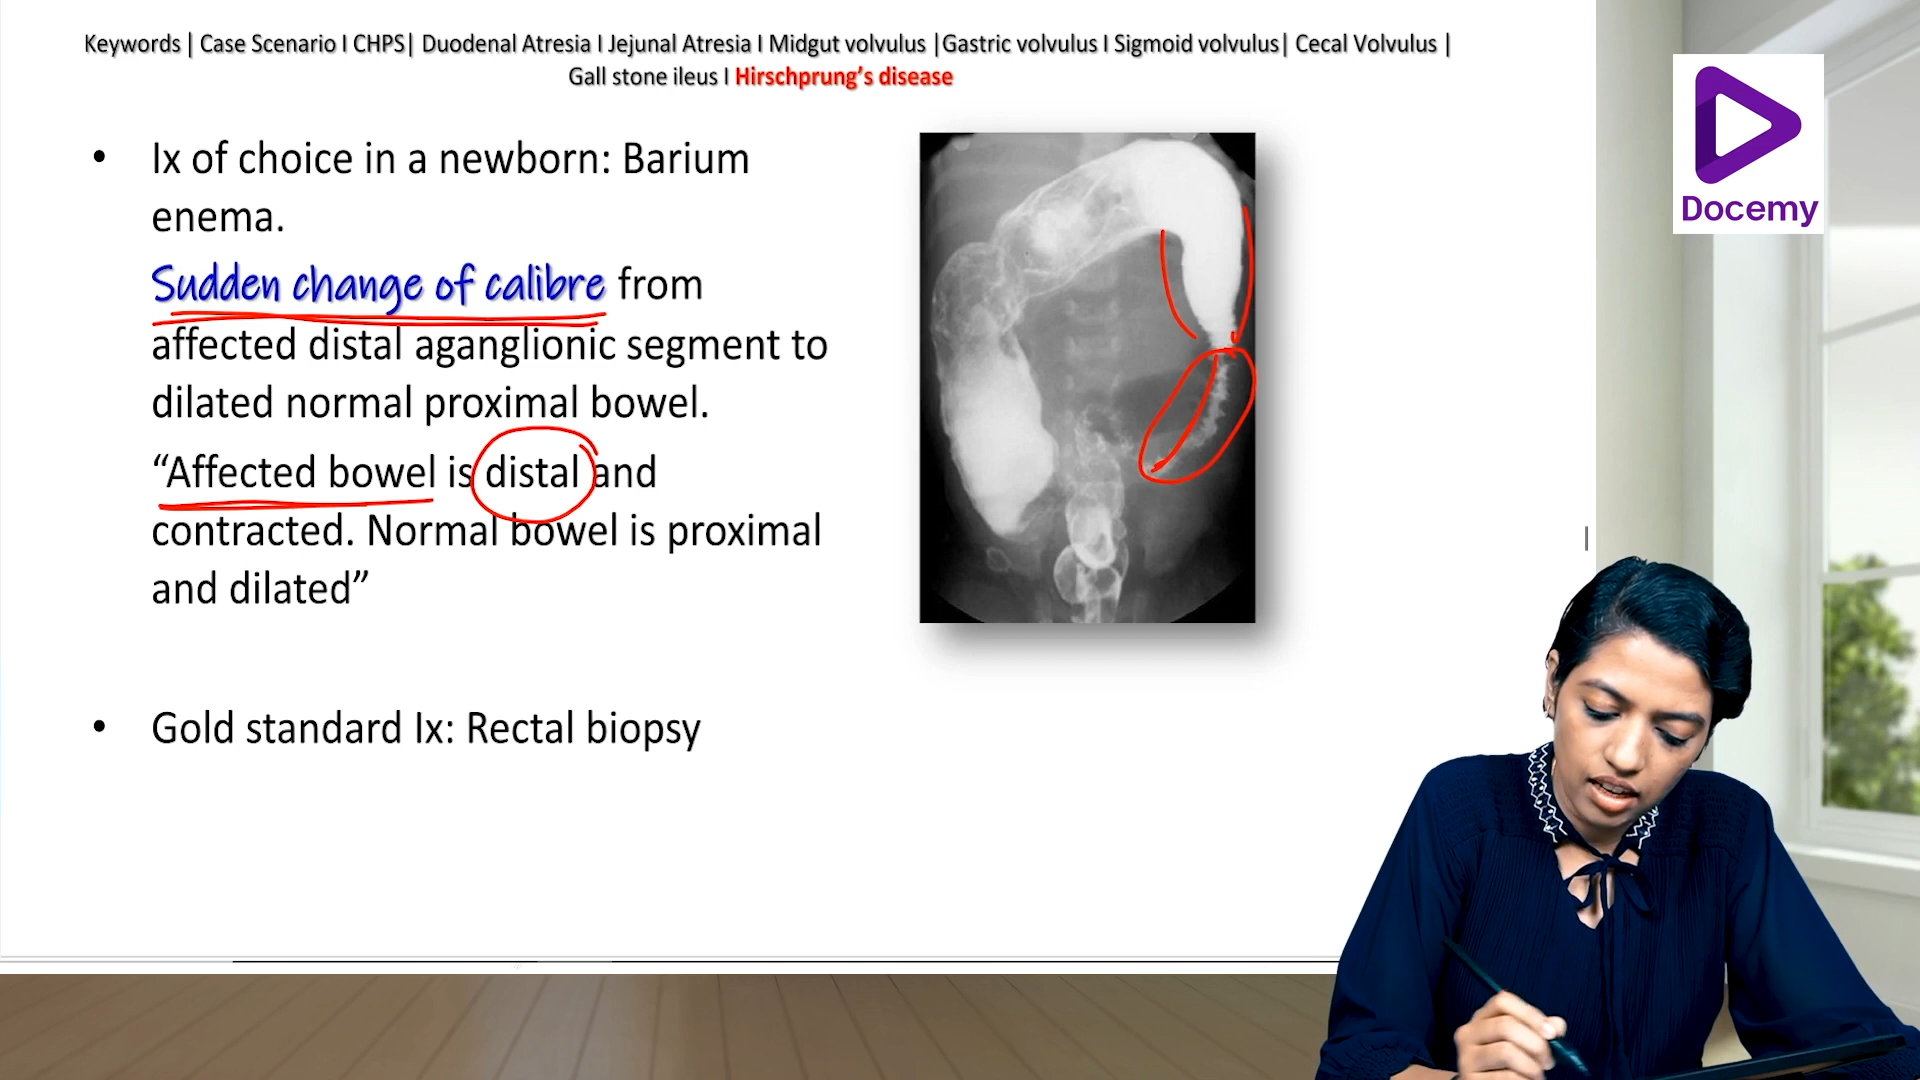 Keywords | Case Scenario I CHPS| Duodenal Atresia I Jejunal Atresia I Midgut volvulus |Gastric volvulus I Sigmoid volvulus| Cecal Volvulus |
Gall stone ileus I Hirschprung’s disease
Docemy
• Ix of choice in a newborn: Barium
enema.
Sudden change of calibre from
affected distal aganglionic segment to
dilated normal proximal bowel.
“Affected bowel is distal and
contracted. Normal bowel is proximal
and dilated”
• Gold standard Ix: Rectal biopsy